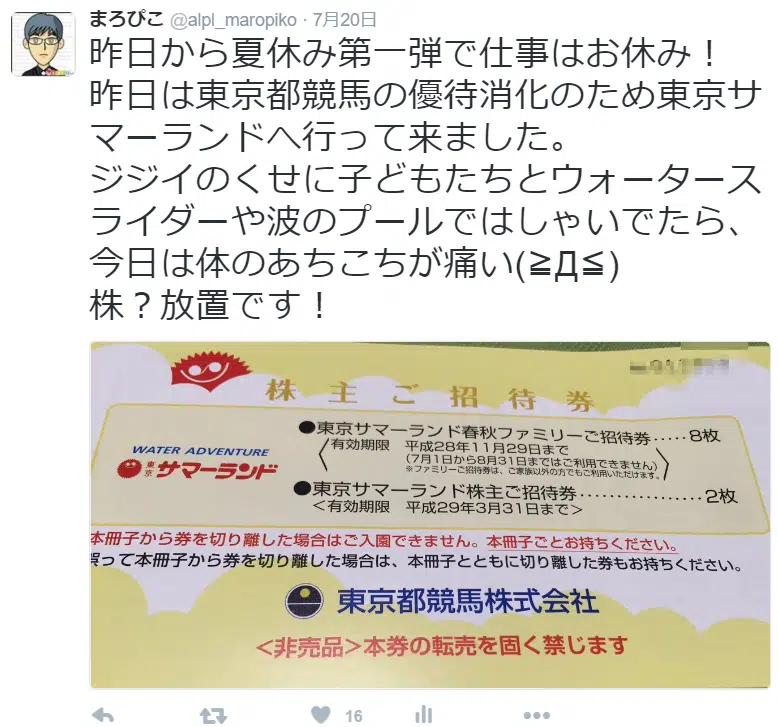 まろぴこ @alpl_maropiko · 7月20日
昨日から夏休み第一弾で仕事はお休み！
昨日は東京都競馬の優待消化のため東京サ
マーランドへ行って来ました。
ジジイのくせに子どもたちとウォータース
ライダーや波のプールではしゃいでたら、
今日は体のあちこちが痛い(≧Д≦)
株？放置です！
株主ご招待券
●東京サマーランド春秋ファミリーご招待券‥‥‥8枚
有効期限 平成28年11月29日まで
(7月1日から8月31日まではご利用できません)
※ファミリーご招待券は、ご家族以外の方でもご利用いただけます。
WATER ADVENTURE
東京サマーランド
●東京サマーランド株主ご招待券.................2枚
<有効期限 平成29年3月31日まで>
本冊子から券を切り離した場合はご入園できません。本冊子ごとお持ちください。
誤って本冊子から券を切り離した場合は、本冊子とともに切り離した券もお持ちください。
東京都競馬株式会社
<非売品>本券の転売を固く禁じます
16